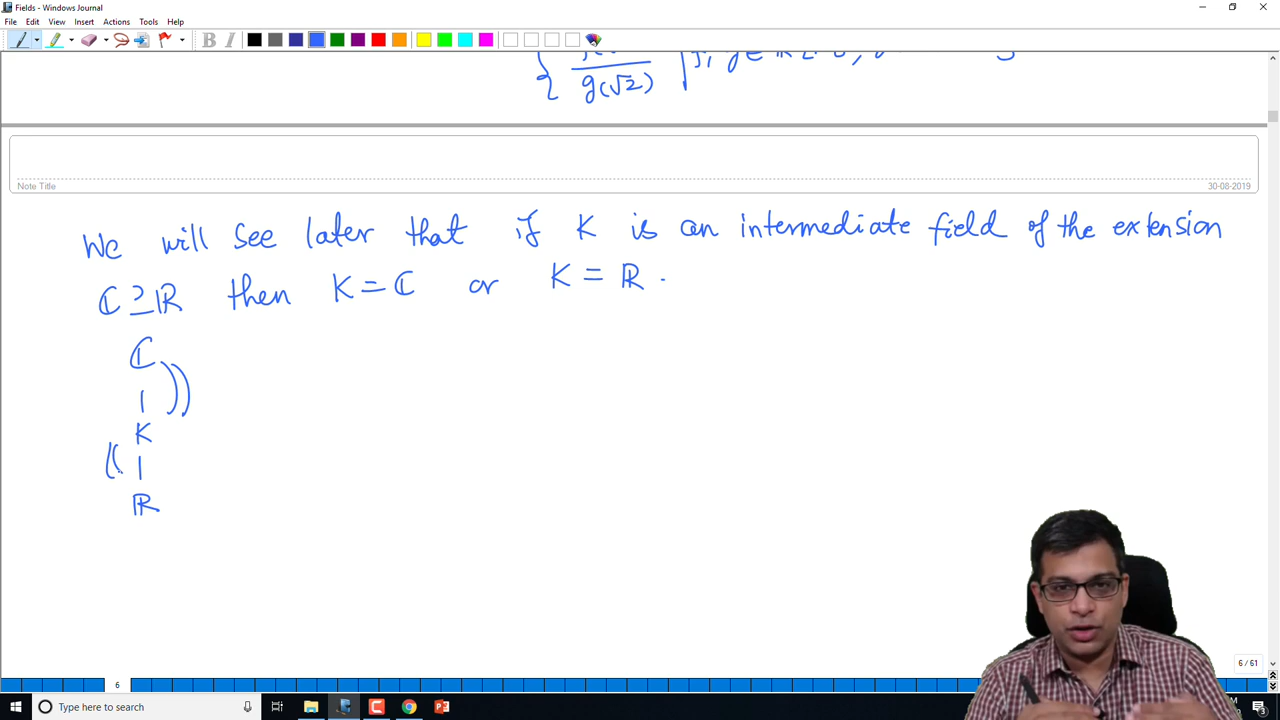 Fields - Windows Journal
File Edit View Insert Actions Tools Help
g(√2)
Note Title
30-08-2019
We will see later that if K is an intermediate field of the extension
ℂ ⊇ ℝ then K = ℂ or K = ℝ.
ℂ
|
K
|
ℝ
6 / 61
6
Type here to search